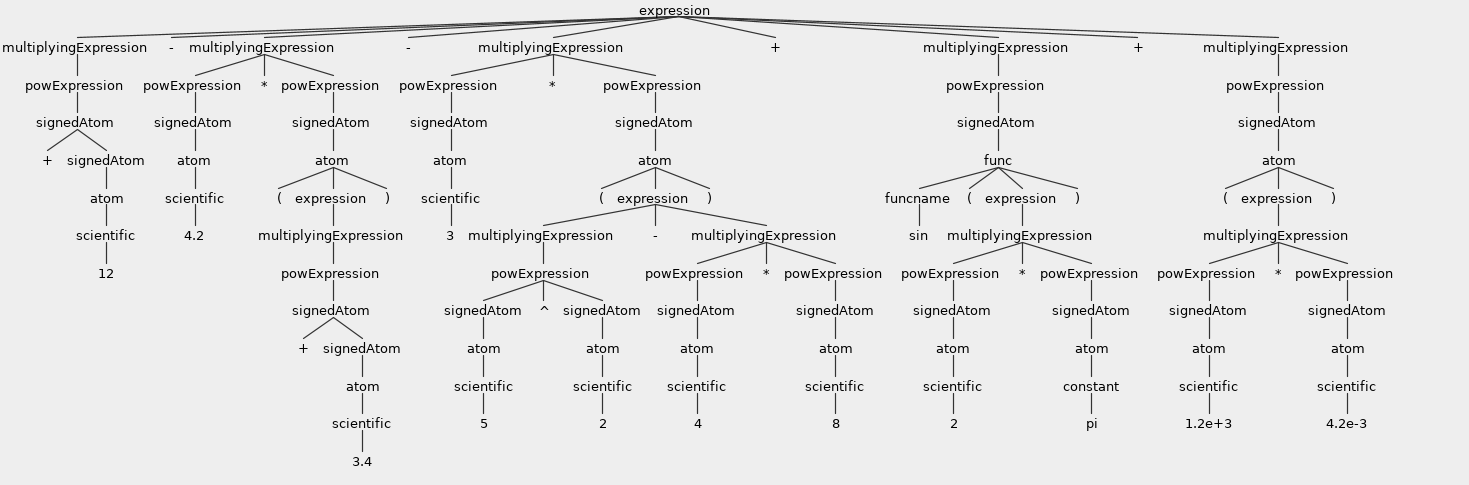 expression
multiplyingExpression - multiplyingExpression - multiplyingExpression + multiplyingExpression + multiplyingExpression
powExpression powExpression * powExpression powExpression * powExpression powExpression powExpression
signedAtom signedAtom signedAtom signedAtom signedAtom signedAtom signedAtom
+ signedAtom atom atom atom atom func atom
atom scientific ( expression ) scientific ( expression ) funcname ( expression ) ( expression )
scientific 4.2 multiplyingExpression 3 multiplyingExpression - multiplyingExpression sin multiplyingExpression multiplyingExpression
12 powExpression powExpression powExpression * powExpression powExpression * powExpression powExpression * powExpression
signedAtom signedAtom ^ signedAtom signedAtom signedAtom signedAtom signedAtom signedAtom signedAtom
+ signedAtom atom atom atom atom atom atom atom atom
atom scientific scientific scientific scientific scientific constant scientific scientific
scientific 5 2 4 8 2 pi 1.2e+3 4.2e-3
3.4